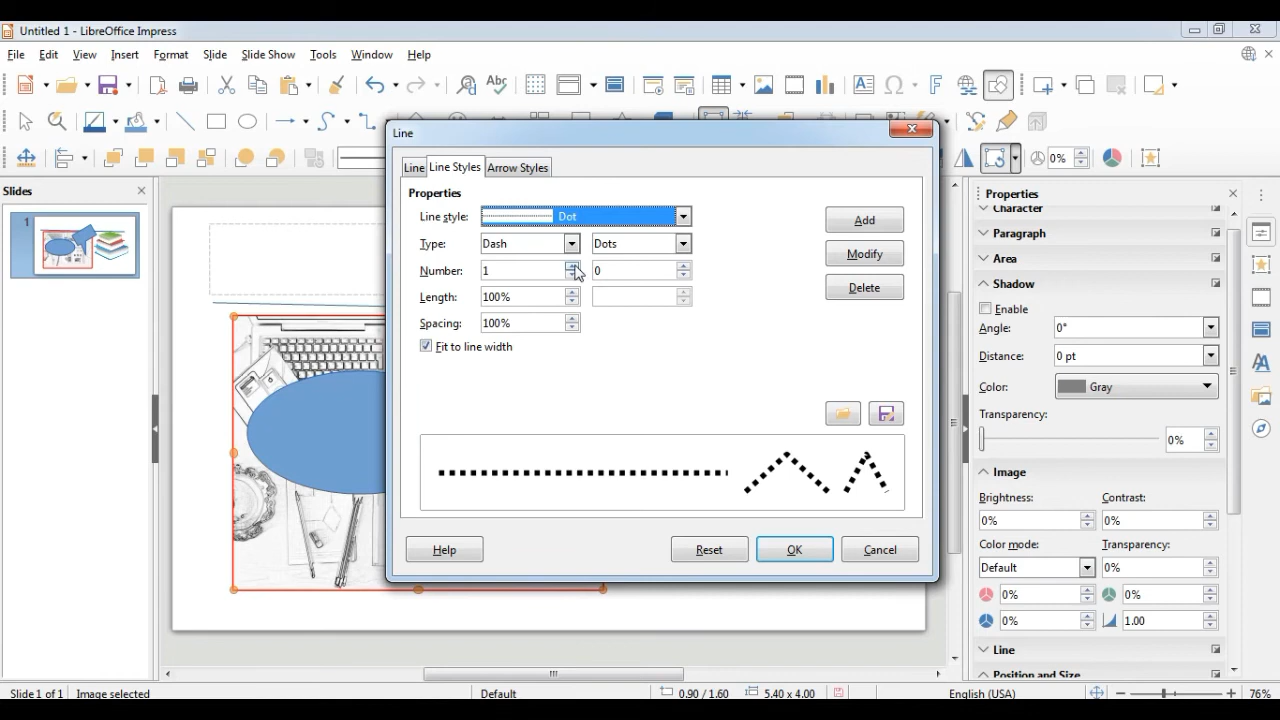 Untitled 1 - LibreOffice Impress
File Edit View Insert Format Slide Slide Show Tools Window Help
0%
Slides
1
Line
Line Line Styles Arrow Styles
Properties
Line style: Dot
Type: Dash Dots
Number: 1 0
Length: 100%
Spacing: 100%
Fit to line width
Add
Modify
Delete
Help Reset OK Cancel
Properties
Character
Paragraph
Area
Shadow
Enable
Angle: 0°
Distance: 0 pt
Color: Gray
Transparency:
0%
Image
Brightness: Contrast:
0% 0%
Color mode: Transparency:
Default 0%
0% 0%
0% 1.00
Line
Position and Size
Slide 1 of 1 Image selected Default 0.90 / 1.60 5.40 x 4.00 English (USA) 76%